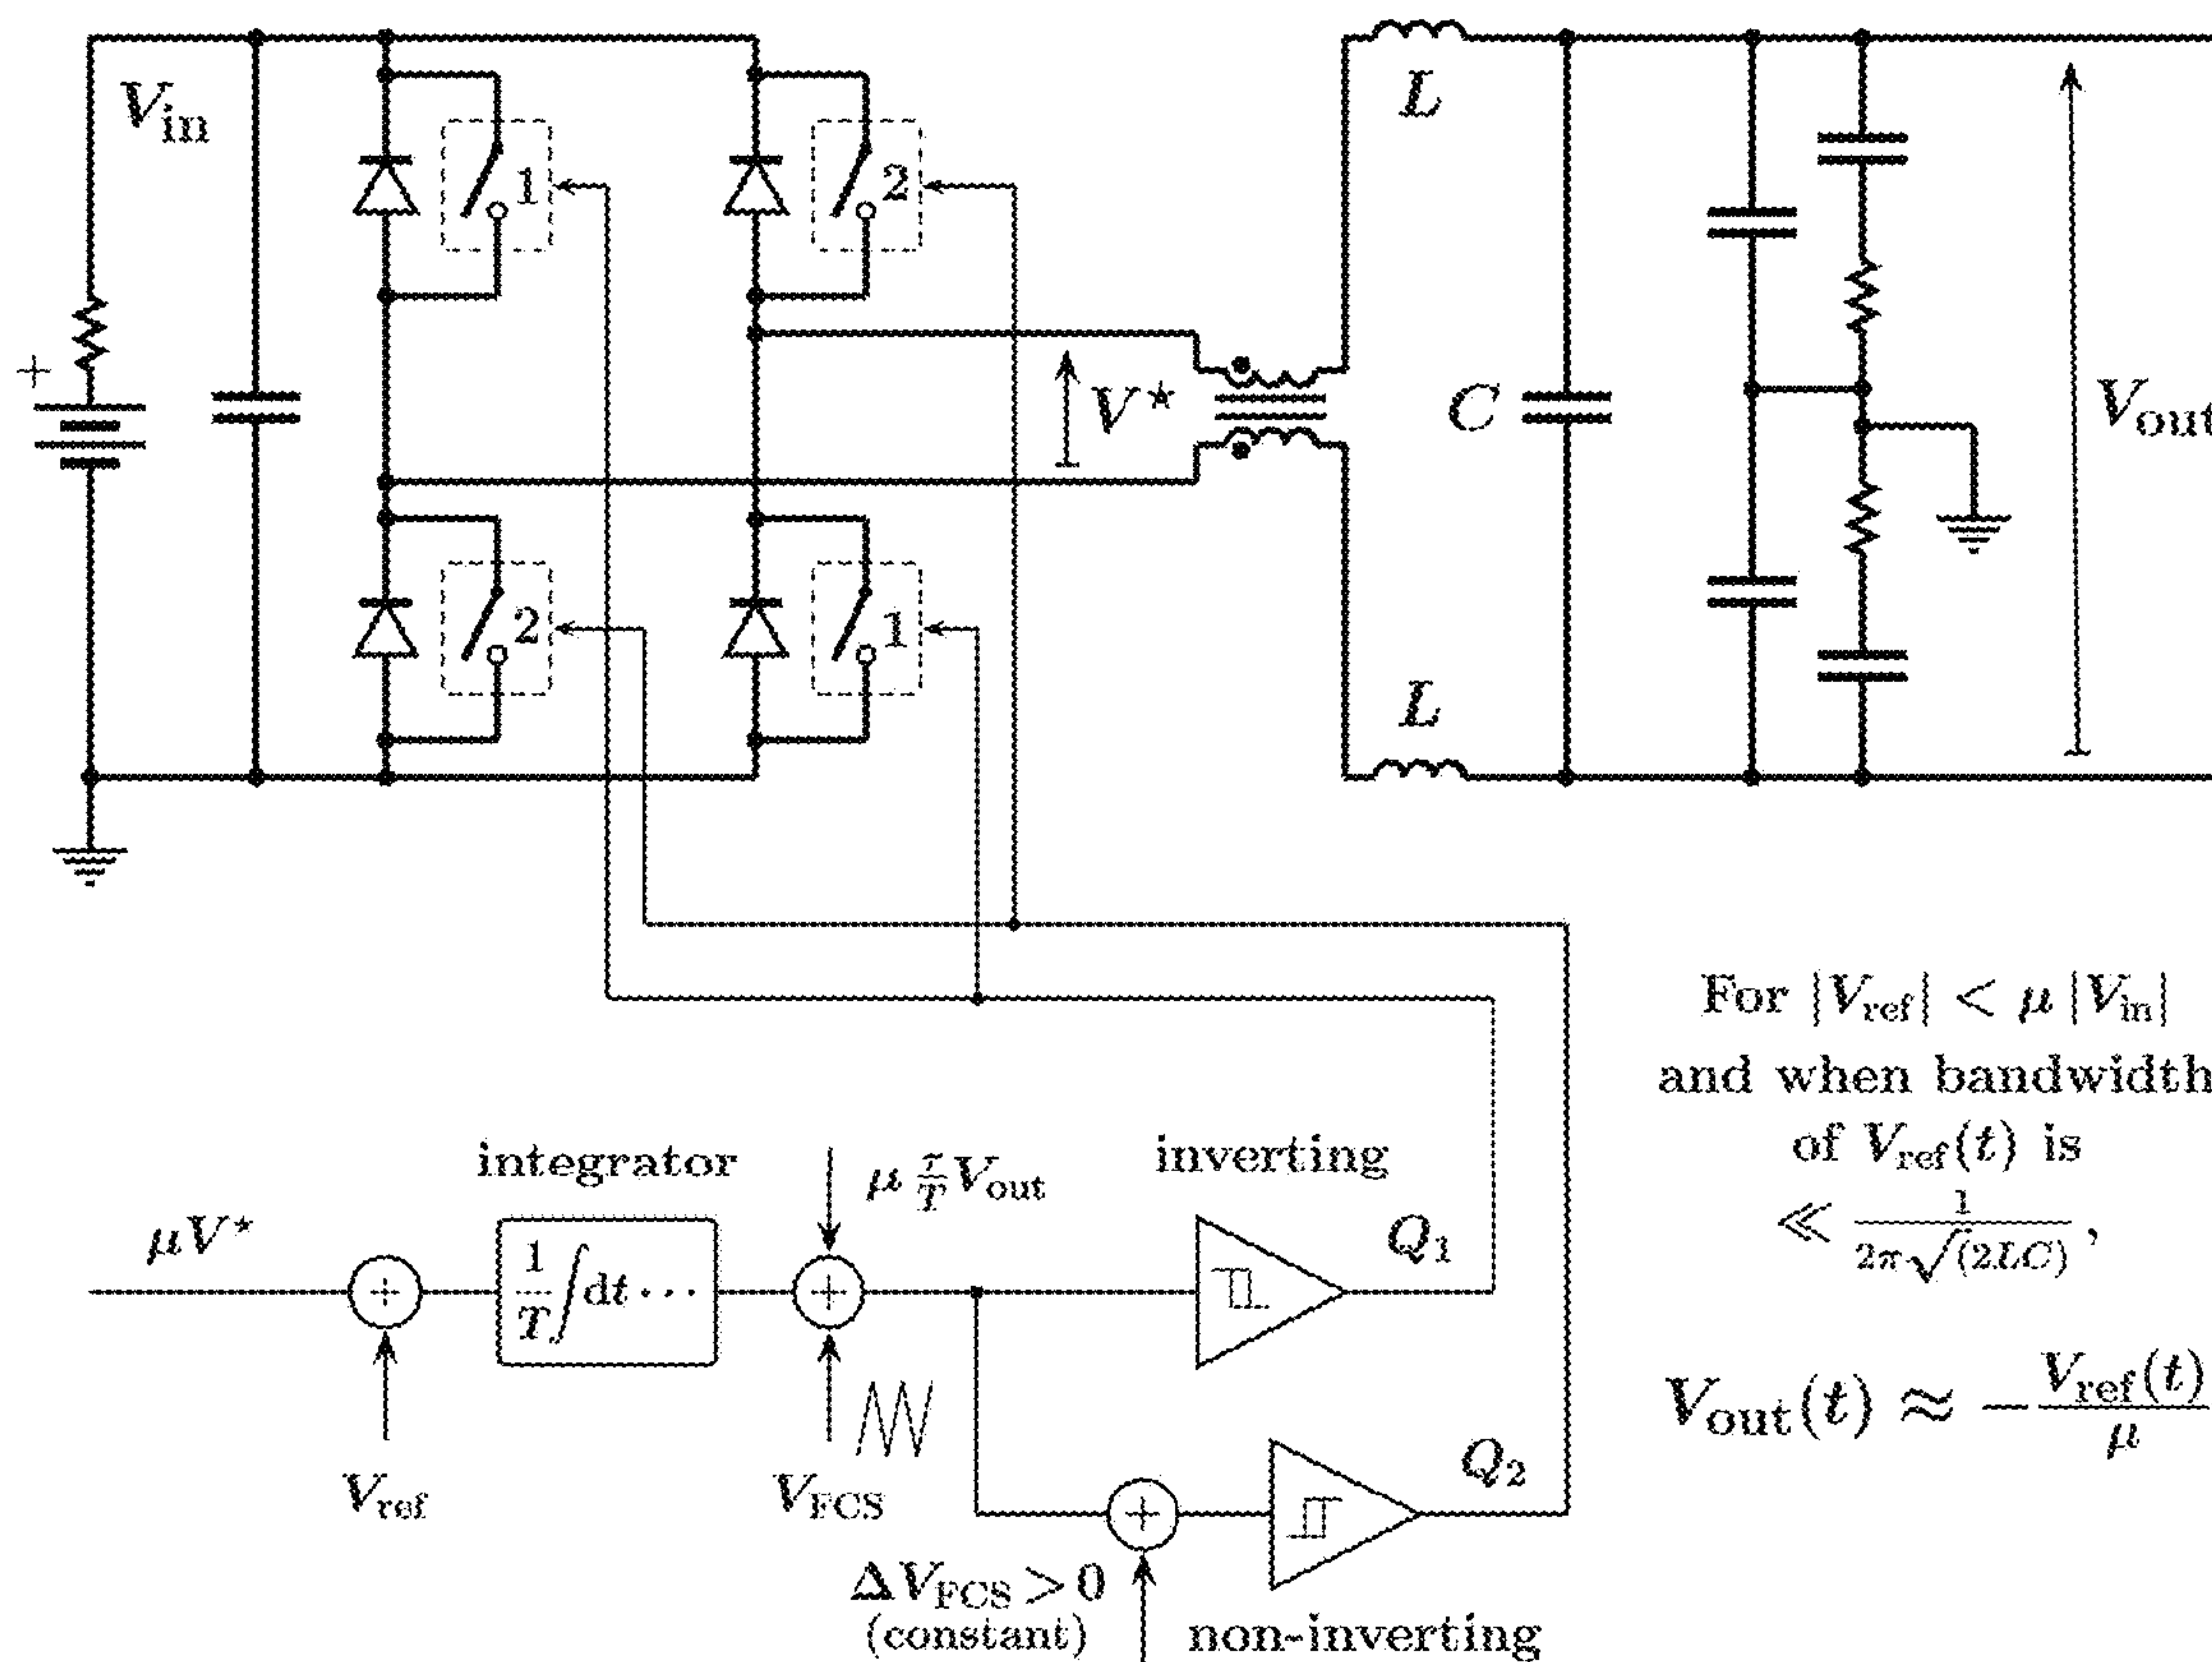 V_in
+
1
2
2
1
V*
L
L
C
V_out
integrator
μV*
1/T ∫dt···
V_ref
μ τ/T V_out
V_FCS
inverting
Q_1
Q_2
ΔV_FCS > 0
(constant)
non-inverting
For |V_ref| < μ |V_in|
and when bandwidth
of V_ref(t) is
≪ 1/(2π√(2LC)),
V_out(t) ≈ −V_ref(t)/μ